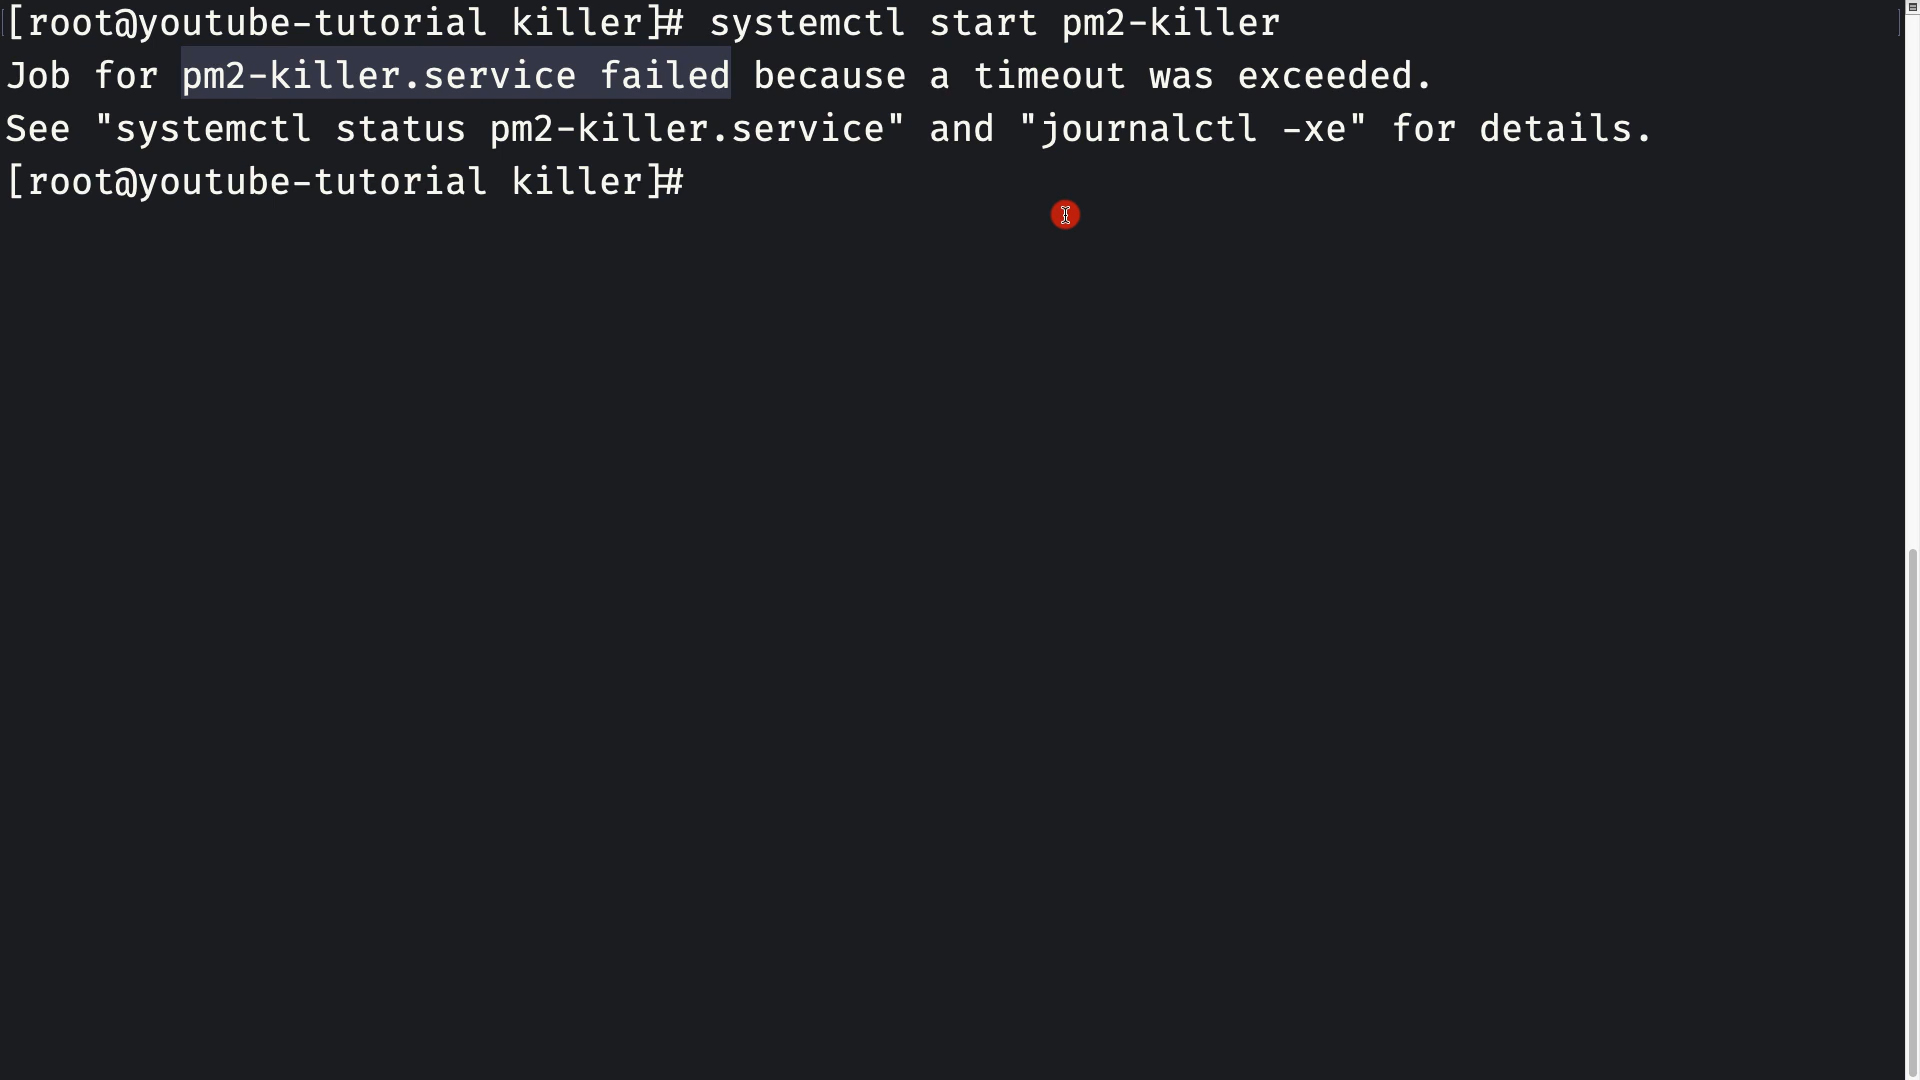 [root@youtube-tutorial killer]# systemctl start pm2-killer
Job for pm2-killer.service failed because a timeout was exceeded.
See "systemctl status pm2-killer.service" and "journalctl -xe" for details.
[root@youtube-tutorial killer]#